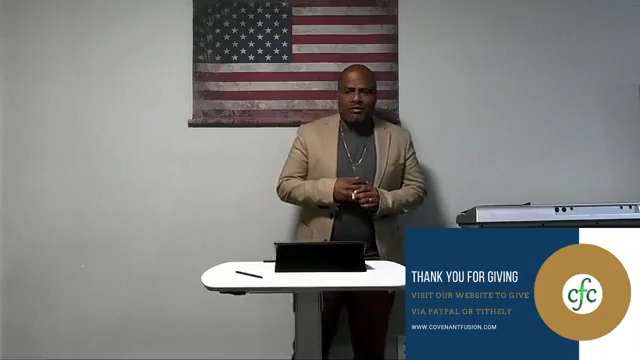 THANK YOU FOR GIVING
VISIT OUR WEBSITE TO GIVE
VIA PAYPAL OR TITHELY
WWW.COVENANTFUSION.COM
cfc